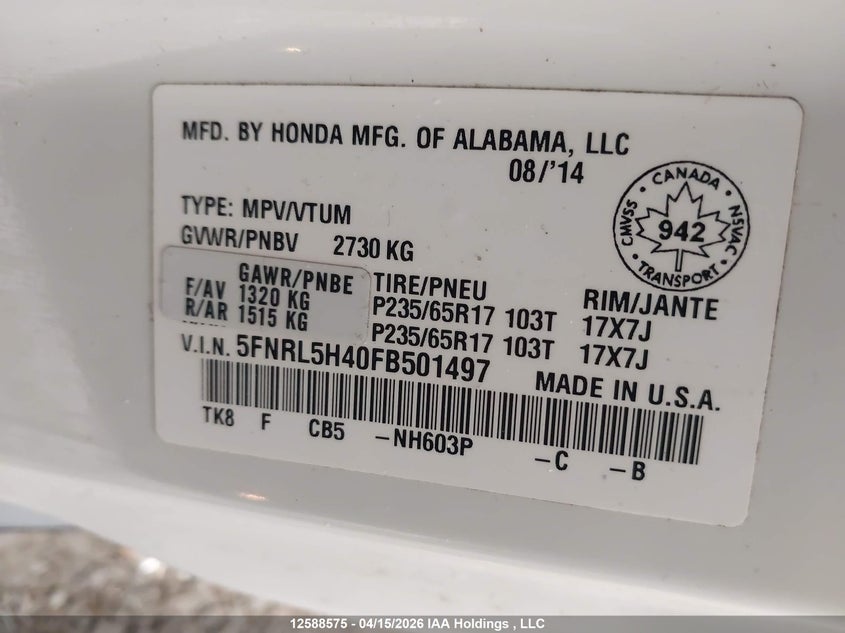 MFD. BY HONDA MFG. OF ALABAMA, LLC
08/'14
TYPE: MPV/VTUM
GVWR/PNBV 2730 KG
CMVSS · CANADA · NSVAC · TRANSPORT ·
942
GAWR/PNBE TIRE/PNEU RIM/JANTE
F/AV 1320 KG P235/65R17 103T 17X7J
R/AR 1515 KG P235/65R17 103T 17X7J
V.I.N. 5FNRL5H40FB501497 MADE IN U.S.A.
TK8 F CB5 -NH603P -C -B
12588575 - 04/15/2026 IAA Holdings , LLC